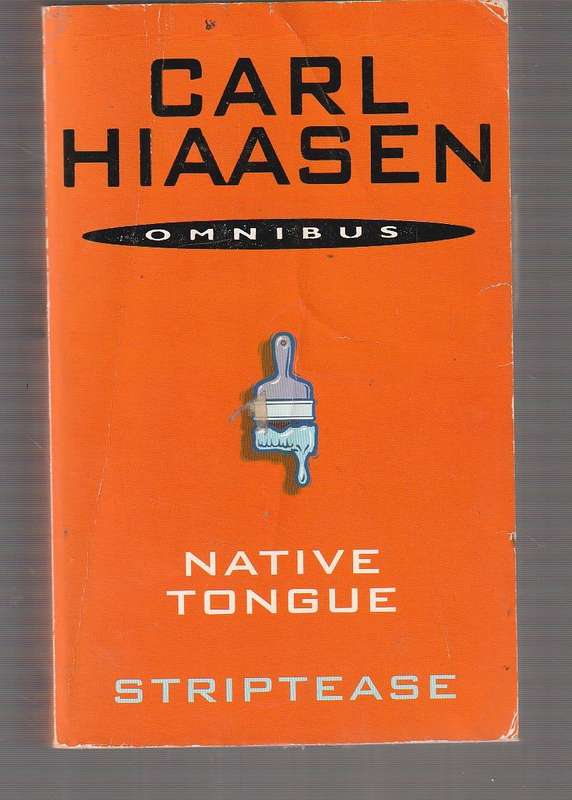 CARL
HIAASEN
OMNIBUS
NATIVE
TONGUE
STRIPTEASE